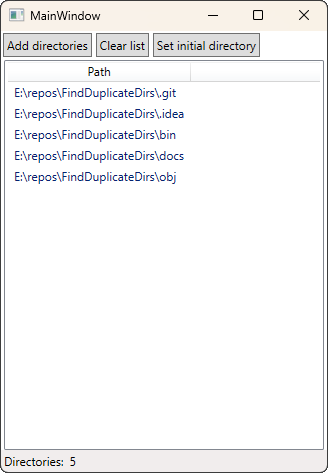 MainWindow
Add directories Clear list Set initial directory
Path
E:\repos\FindDuplicateDirs\.git
E:\repos\FindDuplicateDirs\.idea
E:\repos\FindDuplicateDirs\bin
E:\repos\FindDuplicateDirs\docs
E:\repos\FindDuplicateDirs\obj
Directories: 5